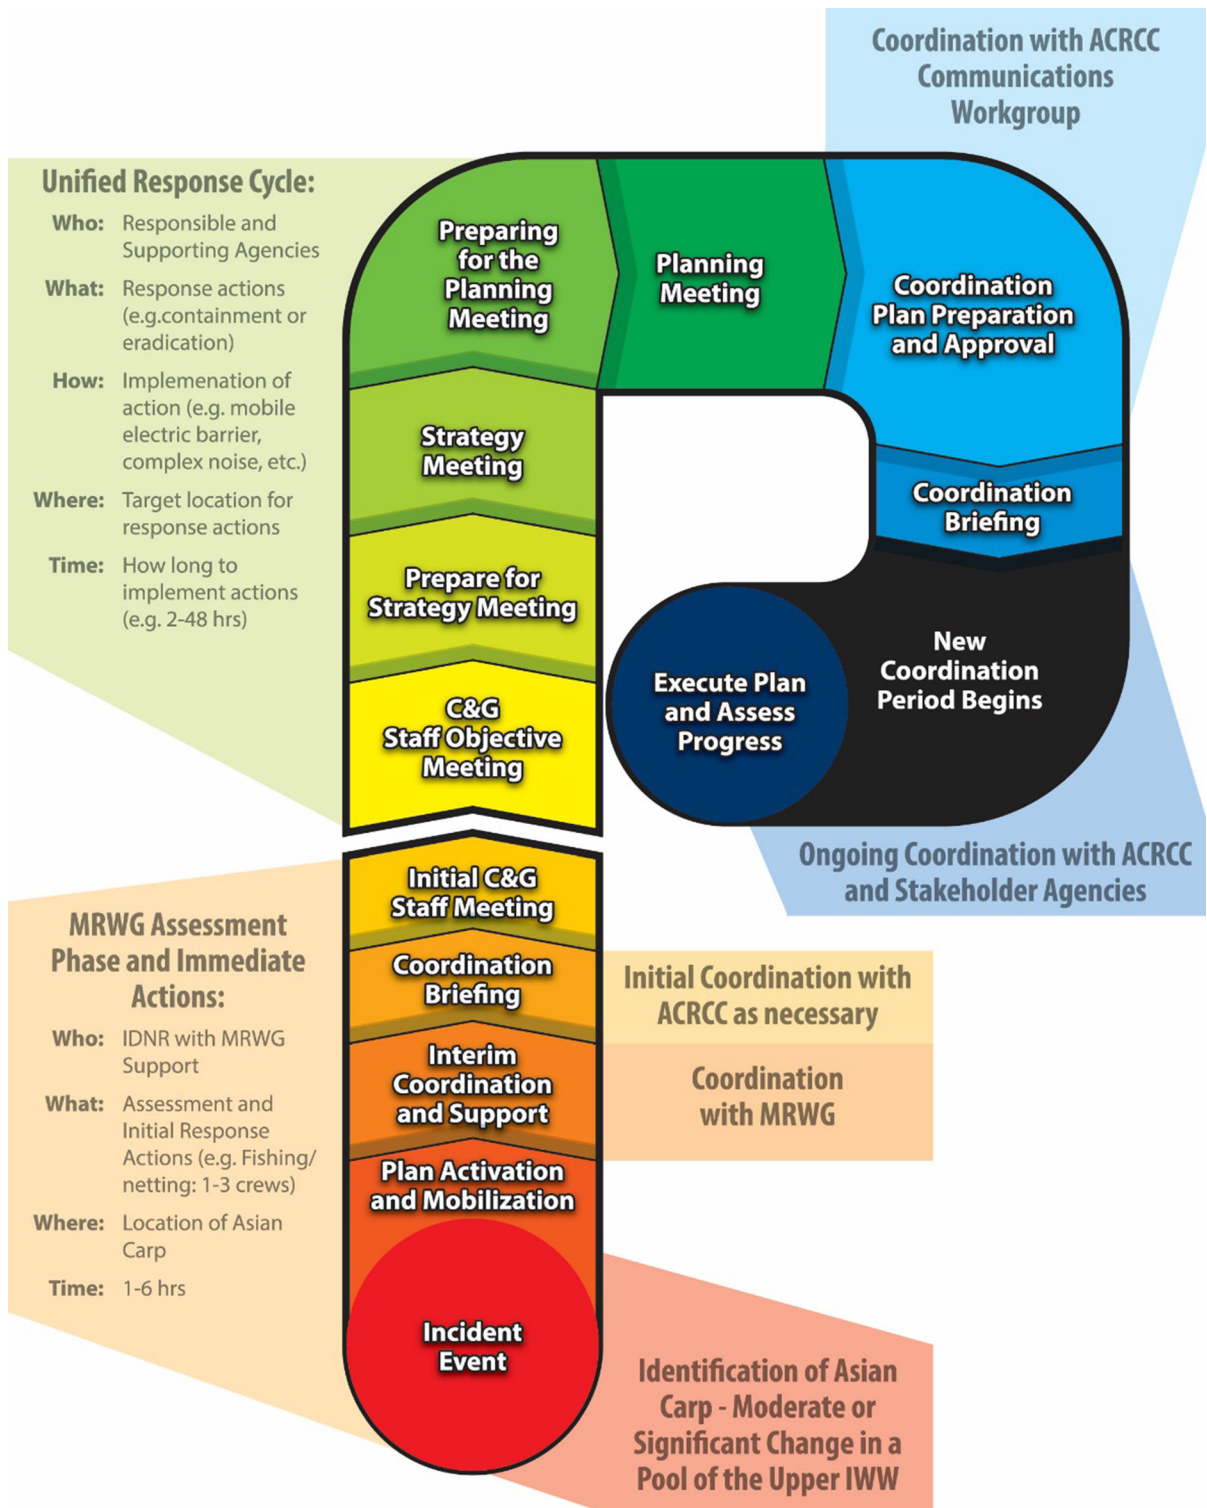 Coordination with ACRCC
Communications
Workgroup
Unified Response Cycle:
Who: Responsible and
Supporting Agencies
What: Response actions
(e.g.containment or
eradication)
How: Implemenation of
action (e.g. mobile
electric barrier,
complex noise, etc.)
Where: Target location for
response actions
Time: How long to
implement actions
(e.g. 2-48 hrs)
Preparing
for the
Planning
Meeting
Planning
Meeting
Coordination
Plan Preparation
and Approval
Strategy
Meeting
Coordination
Briefing
Prepare for
Strategy Meeting
New
Coordination
Period Begins
Execute Plan
and Assess
Progress
C&G
Staff Objective
Meeting
Ongoing Coordination with ACRCC
and Stakeholder Agencies
Initial C&G
Staff Meeting
MRWG Assessment
Phase and Immediate
Actions:
Who: IDNR with MRWG
Support
What: Assessment and
Initial Response
Actions (e.g. Fishing/
netting: 1-3 crews)
Where: Location of Asian
Carp
Time: 1-6 hrs
Coordination
Briefing
Initial Coordination with
ACRCC as necessary
Interim
Coordination
and Support
Coordination
with MRWG
Plan Activation
and Mobilization
Incident
Event
Identification of Asian
Carp - Moderate or
Significant Change in a
Pool of the Upper IWW